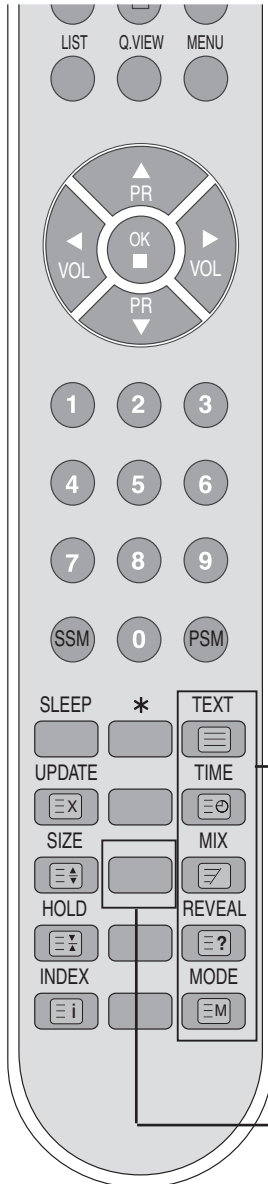 LIST Q.VIEW MENU
PR
OK
VOL VOL
PR
1 2 3
4 5 6
7 8 9
SSM 0 PSM
SLEEP * TEXT
UPDATE TIME
X
SIZE MIX
HOLD REVEAL
?
INDEX MODE
i M